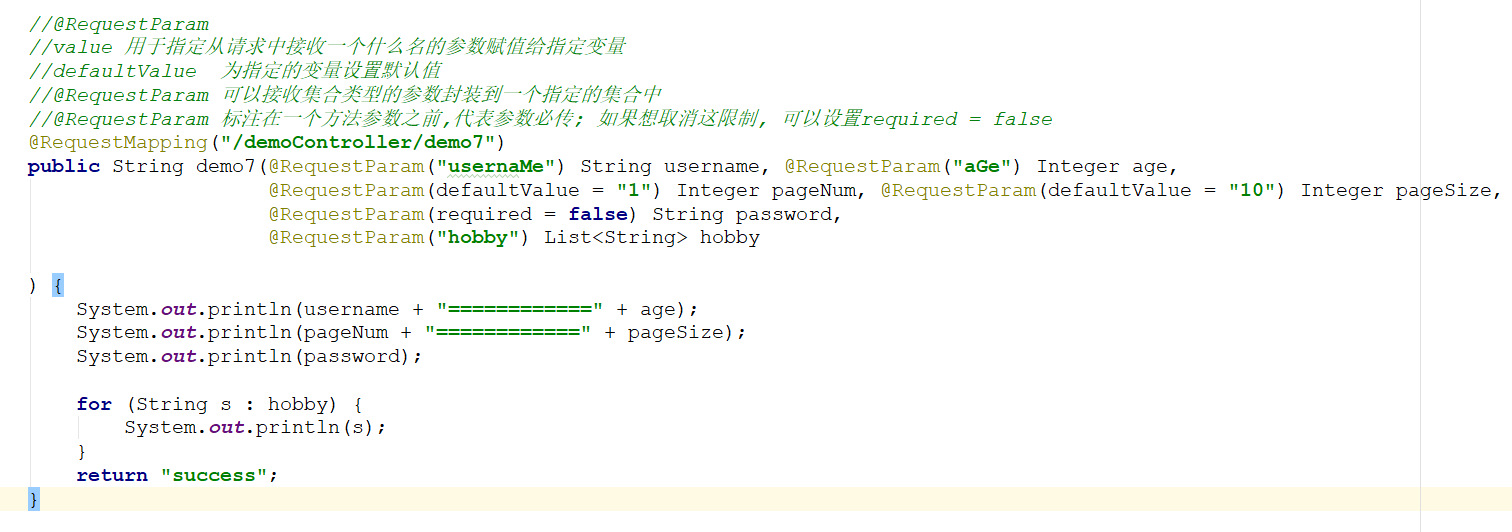 //@RequestParam
//value 用于指定从请求中接收一个什么名的参数赋值给指定变量
//defaultValue  为指定的变量设置默认值
//@RequestParam 可以接收集合类型的参数封装到一个指定的集合中
//@RequestParam 标注在一个方法参数之前,代表参数必传; 如果想取消这限制, 可以设置required = false
@RequestMapping("/demoController/demo7")
public String demo7(@RequestParam("usernaMe") String username, @RequestParam("aGe") Integer age,
                    @RequestParam(defaultValue = "1") Integer pageNum, @RequestParam(defaultValue = "10") Integer pageSize,
                    @RequestParam(required = false) String password,
                    @RequestParam("hobby") List<String> hobby
) {
    System.out.println(username + "============" + age);
    System.out.println(pageNum + "============" + pageSize);
    System.out.println(password);
    for (String s : hobby) {
        System.out.println(s);
    }
    return "success";
}